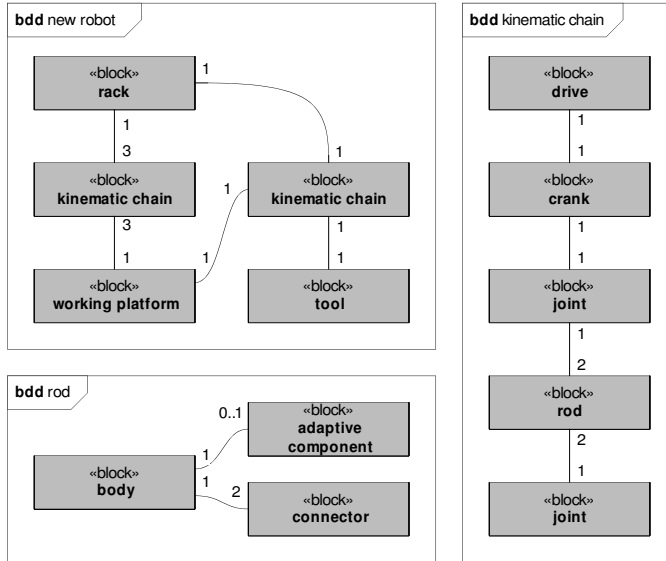 bdd new robot
«block»
rack
1
1
3
1
«block»
kinematic chain
1
«block»
kinematic chain
3
1
1
1
1
«block»
working platform
«block»
tool
bdd rod
0..1
«block»
adaptive
component
1
«block»
body
1
2
«block»
connector
bdd kinematic chain
«block»
drive
1
1
«block»
crank
1
1
«block»
joint
1
2
«block»
rod
2
1
«block»
joint